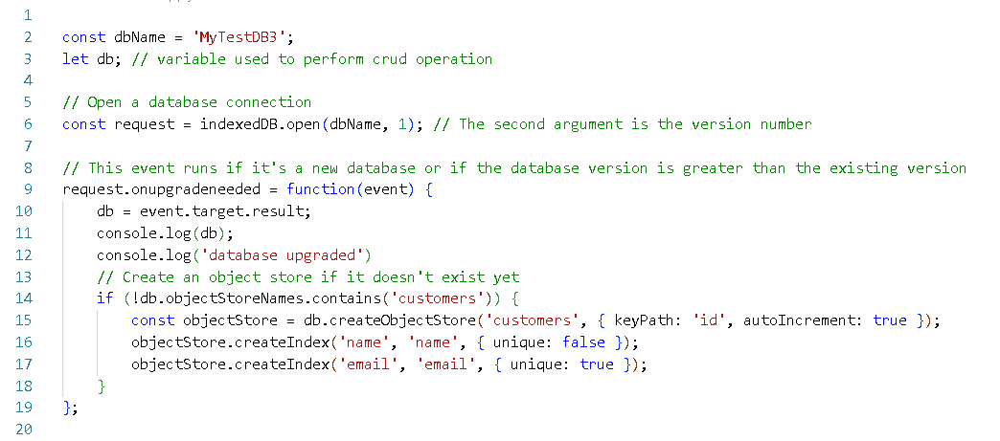 1
2 const dbName = 'MyTestDB3';
3 let db; // variable used to perform crud operation
4
5 // Open a database connection
6 const request = indexedDB.open(dbName, 1); // The second argument is the version number
7
8 // This event runs if it's a new database or if the database version is greater than the existing version
9 request.onupgradeneeded = function(event) {
10 db = event.target.result;
11 console.log(db);
12 console.log('database upgraded')
13 // Create an object store if it doesn't exist yet
14 if (!db.objectStoreNames.contains('customers')) {
15 const objectStore = db.createObjectStore('customers', { keyPath: 'id', autoIncrement: true });
16 objectStore.createIndex('name', 'name', { unique: false });
17 objectStore.createIndex('email', 'email', { unique: true });
18 }
19 };
20